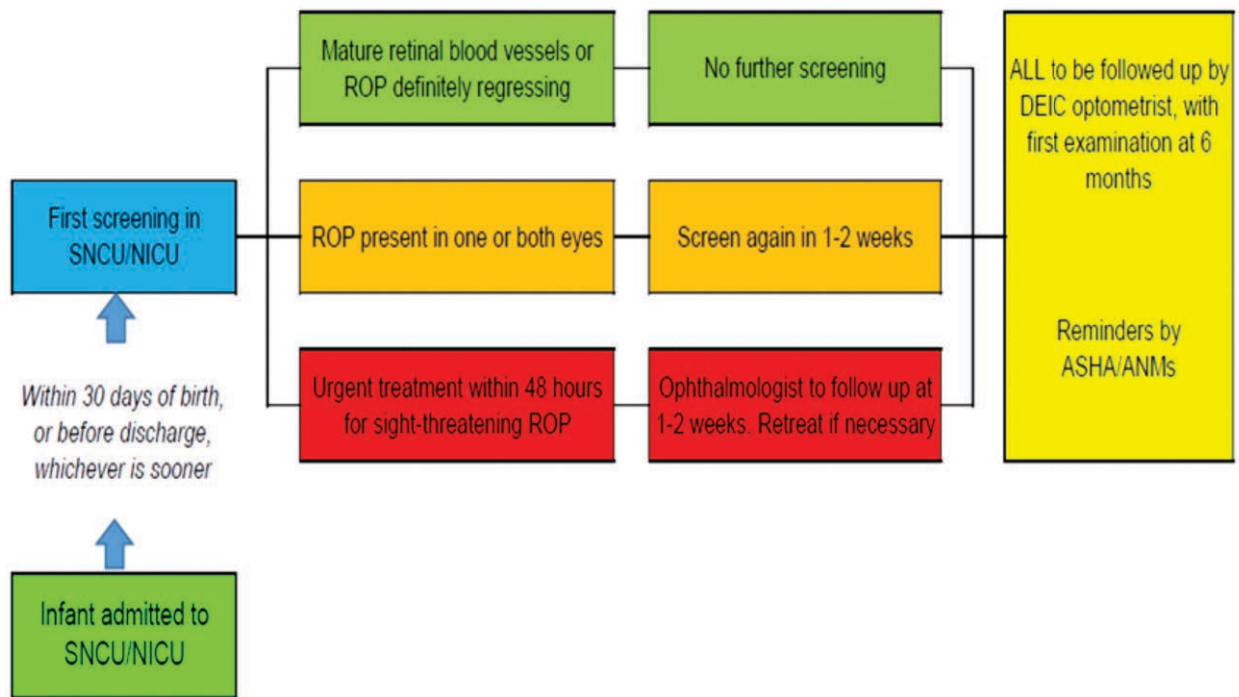 Mature retinal blood vessels or
ROP definitely regressing
No further screening
ALL to be followed up by
DEIC optometrist, with
first examination at 6
months
Reminders by
ASHA/ANMs
First screening in
SNCU/NICU
ROP present in one or both eyes
Screen again in 1-2 weeks
Urgent treatment within 48 hours
for sight-threatening ROP
Ophthalmologist to follow up at
1-2 weeks. Retreat if necessary
Within 30 days of birth,
or before discharge,
whichever is sooner
Infant admitted to
SNCU/NICU